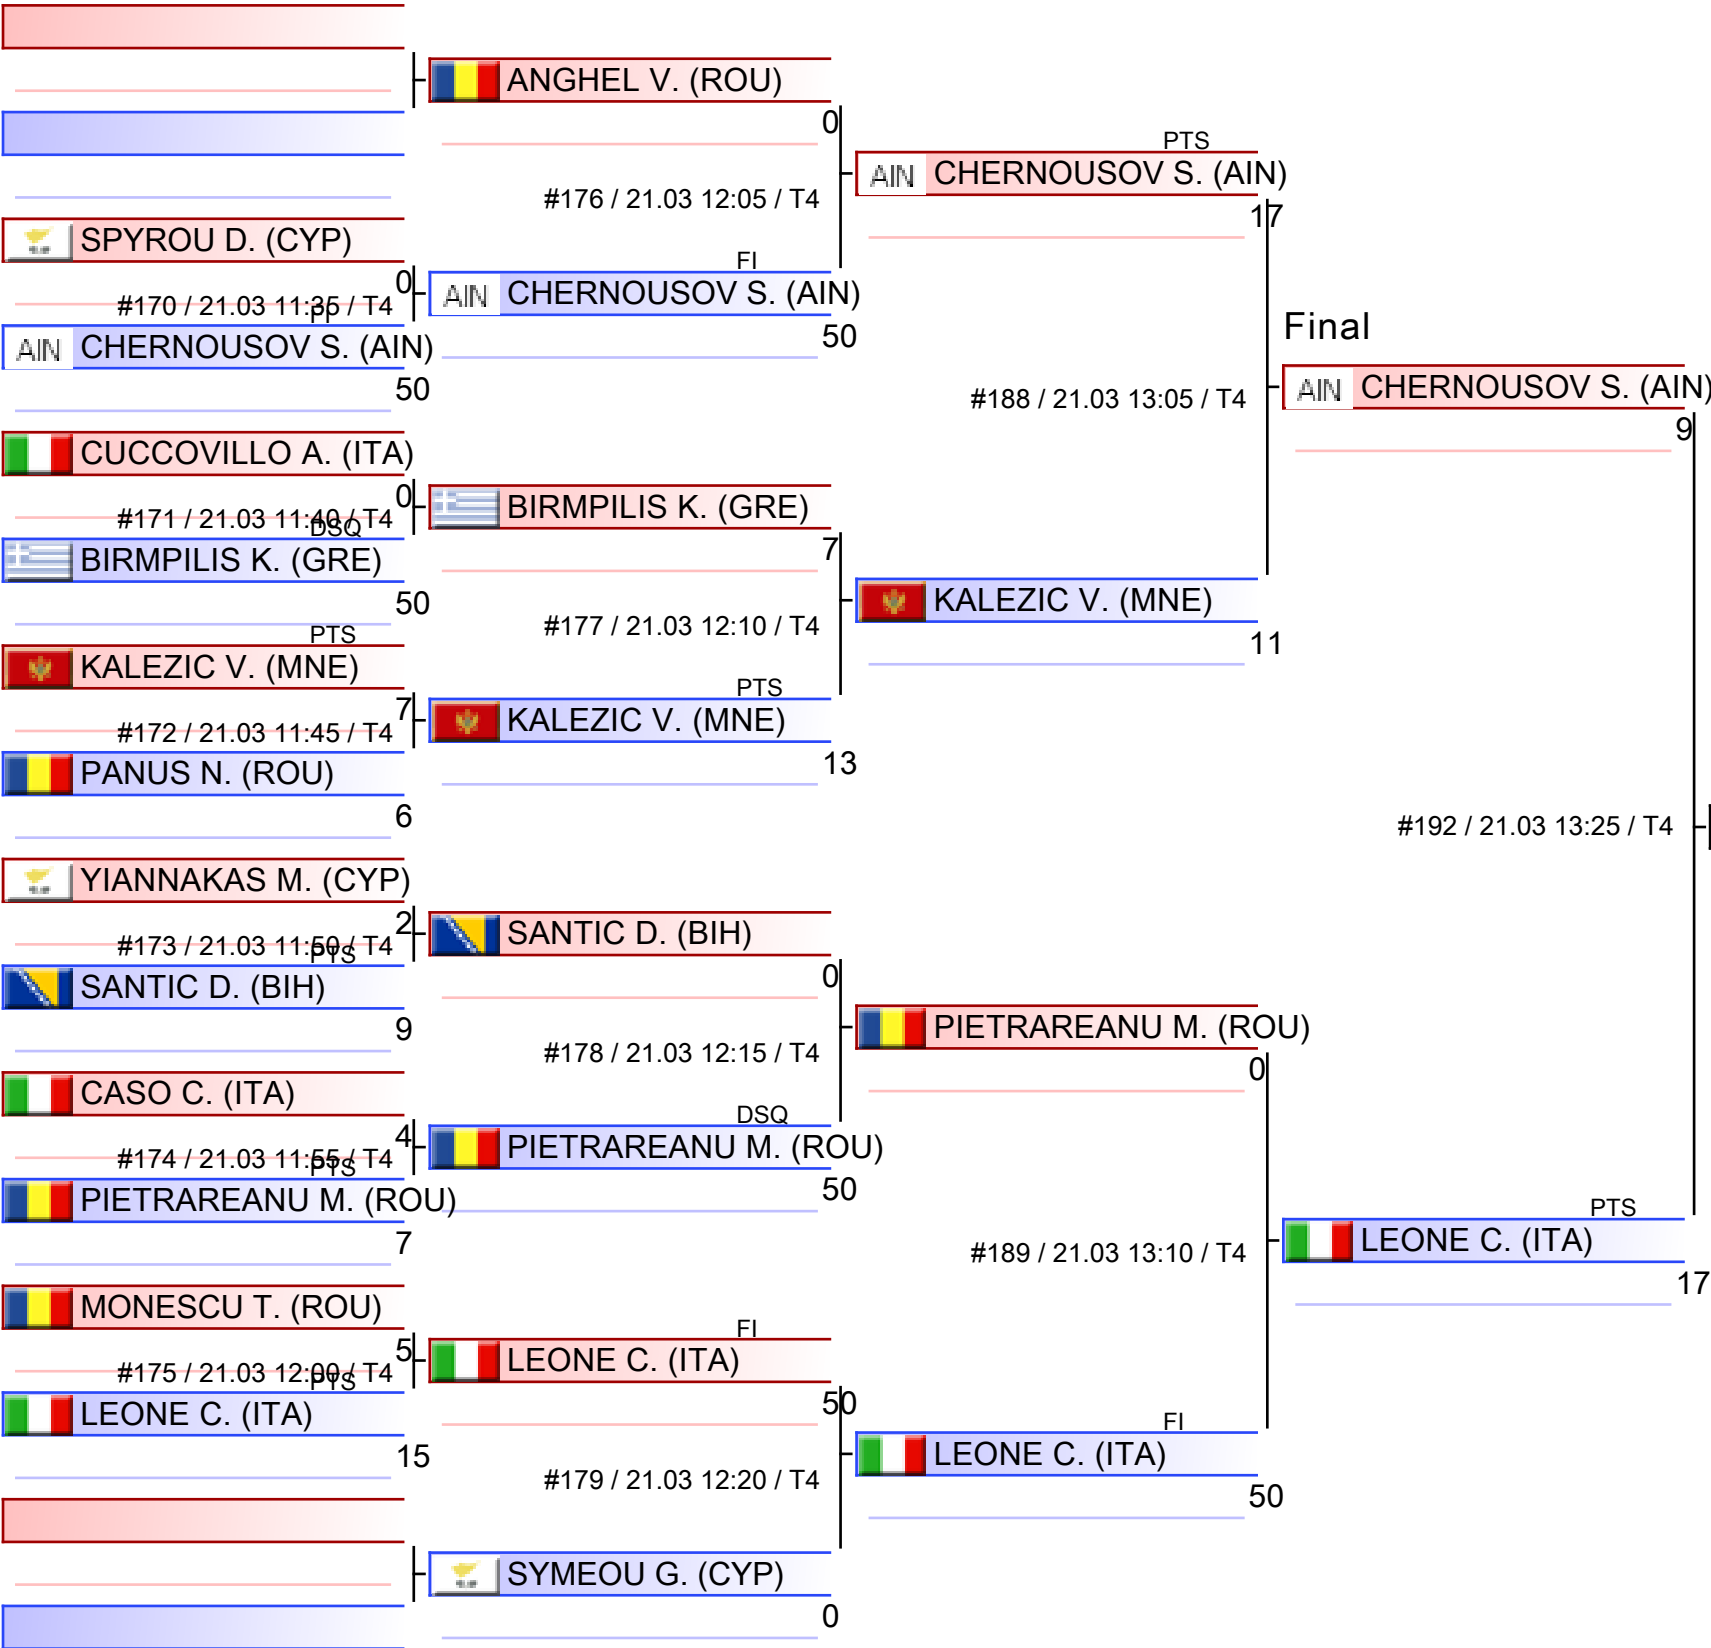 ANGHEL V. (ROU)
0
#176 / 21.03 12:05 / T4
PTS
AIN CHERNOUSOV S. (AIN)
17
SPYROU D. (CYP)
0
#170 / 21.03 11:35 / T4
PP
AIN CHERNOUSOV S. (AIN)
50
FI
AIN CHERNOUSOV S. (AIN)
50
#188 / 21.03 13:05 / T4
Final
AIN CHERNOUSOV S. (AIN)
9
CUCCOVILLO A. (ITA)
0
#171 / 21.03 11:40 / T4
DSQ
BIRMPILIS K. (GRE)
50
BIRMPILIS K. (GRE)
7
#177 / 21.03 12:10 / T4
KALEZIC V. (MNE)
11
PTS
KALEZIC V. (MNE)
7
#172 / 21.03 11:45 / T4
PANUS N. (ROU)
6
PTS
KALEZIC V. (MNE)
13
#192 / 21.03 13:25 / T4
YIANNAKAS M. (CYP)
2
#173 / 21.03 11:50 / T4
PTS
SANTIC D. (BIH)
9
SANTIC D. (BIH)
0
#178 / 21.03 12:15 / T4
PIETRAREANU M. (ROU)
0
CASO C. (ITA)
4
#174 / 21.03 11:55 / T4
PTS
PIETRAREANU M. (ROU)
7
DSQ
PIETRAREANU M. (ROU)
50
#189 / 21.03 13:10 / T4
PTS
LEONE C. (ITA)
17
MONESCU T. (ROU)
5
#175 / 21.03 12:00 / T4
PTS
LEONE C. (ITA)
15
FI
LEONE C. (ITA)
50
#179 / 21.03 12:20 / T4
FI
LEONE C. (ITA)
50
SYMEOU G. (CYP)
0